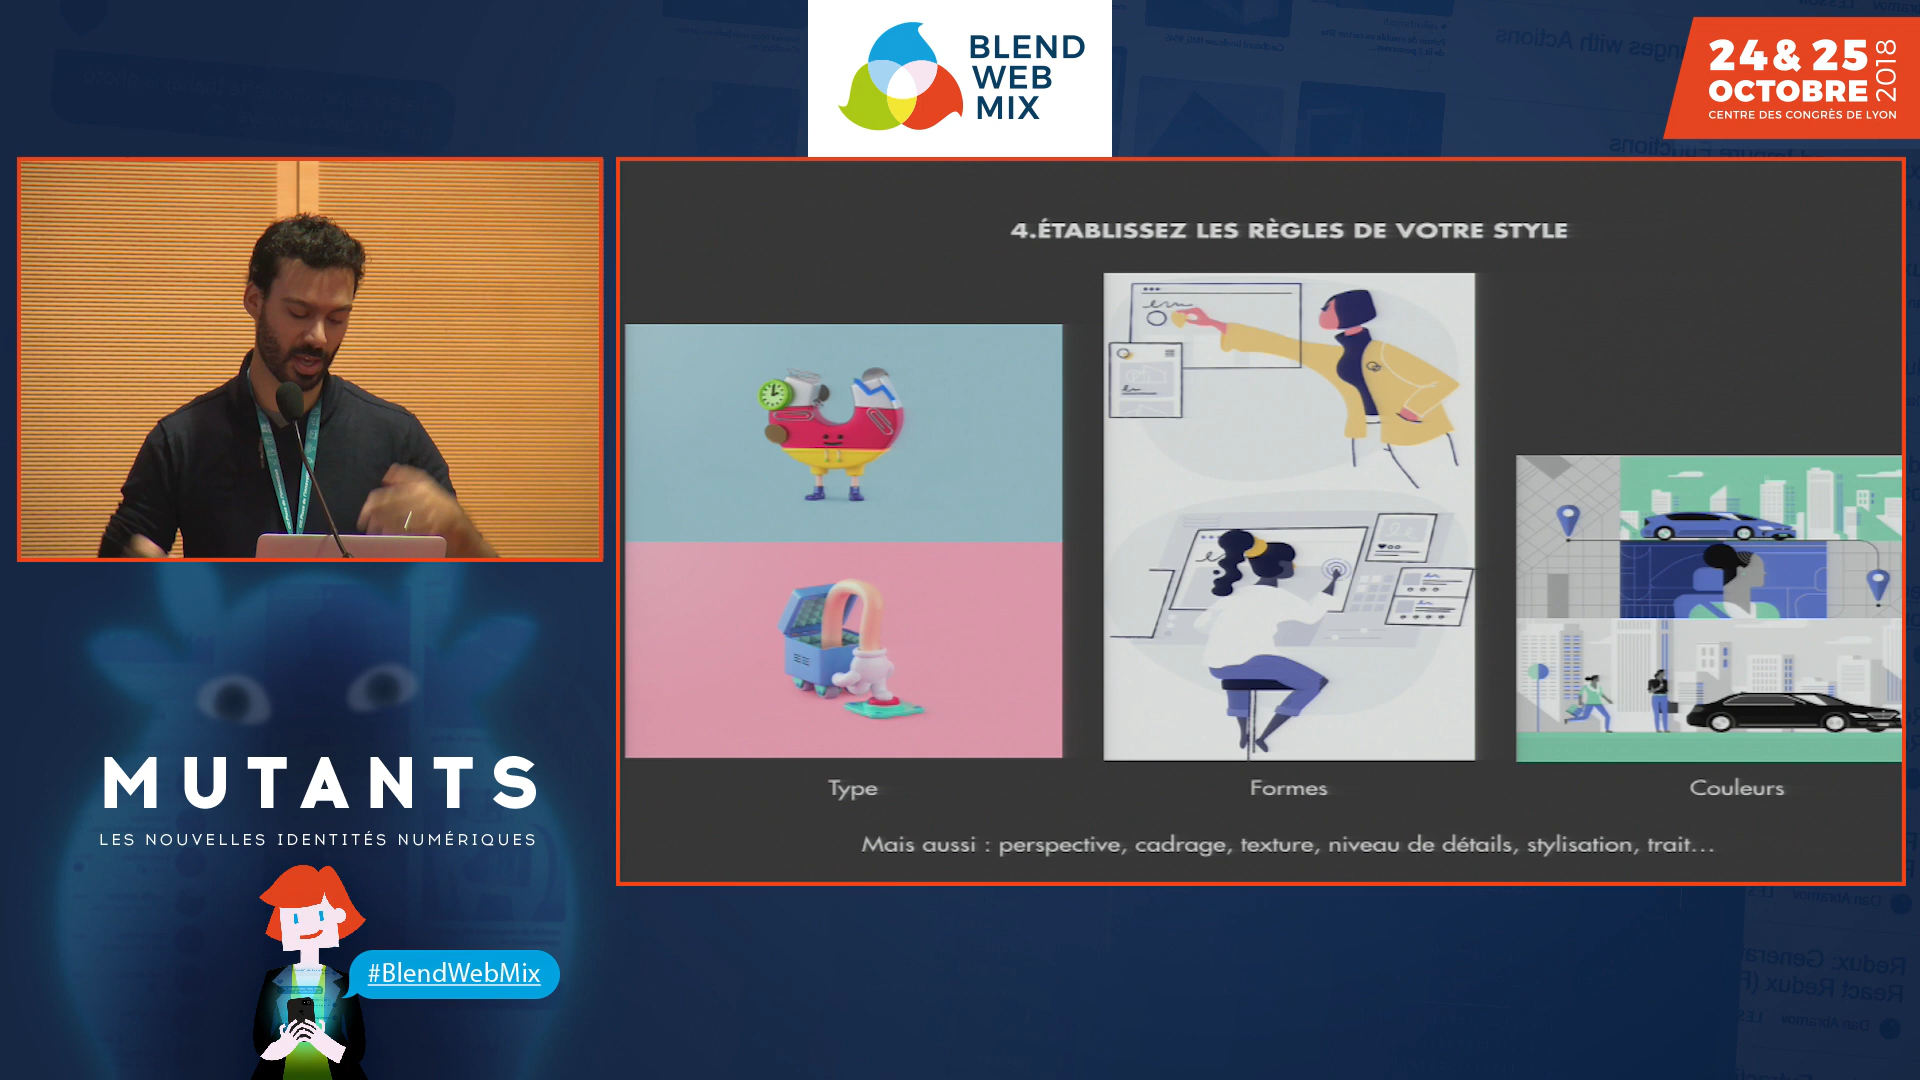 BLEND
WEB
MIX
24 & 25
OCTOBRE
2018
CENTRE DES CONGRÈS DE LYON
4.ÉTABLISSEZ LES RÈGLES DE VOTRE STYLE
Type
Formes
Couleurs
Mais aussi : perspective, cadrage, texture, niveau de détails, stylisation, trait...
MUTANTS
LES NOUVELLES IDENTITÉS NUMÉRIQUES
#BlendWebMix